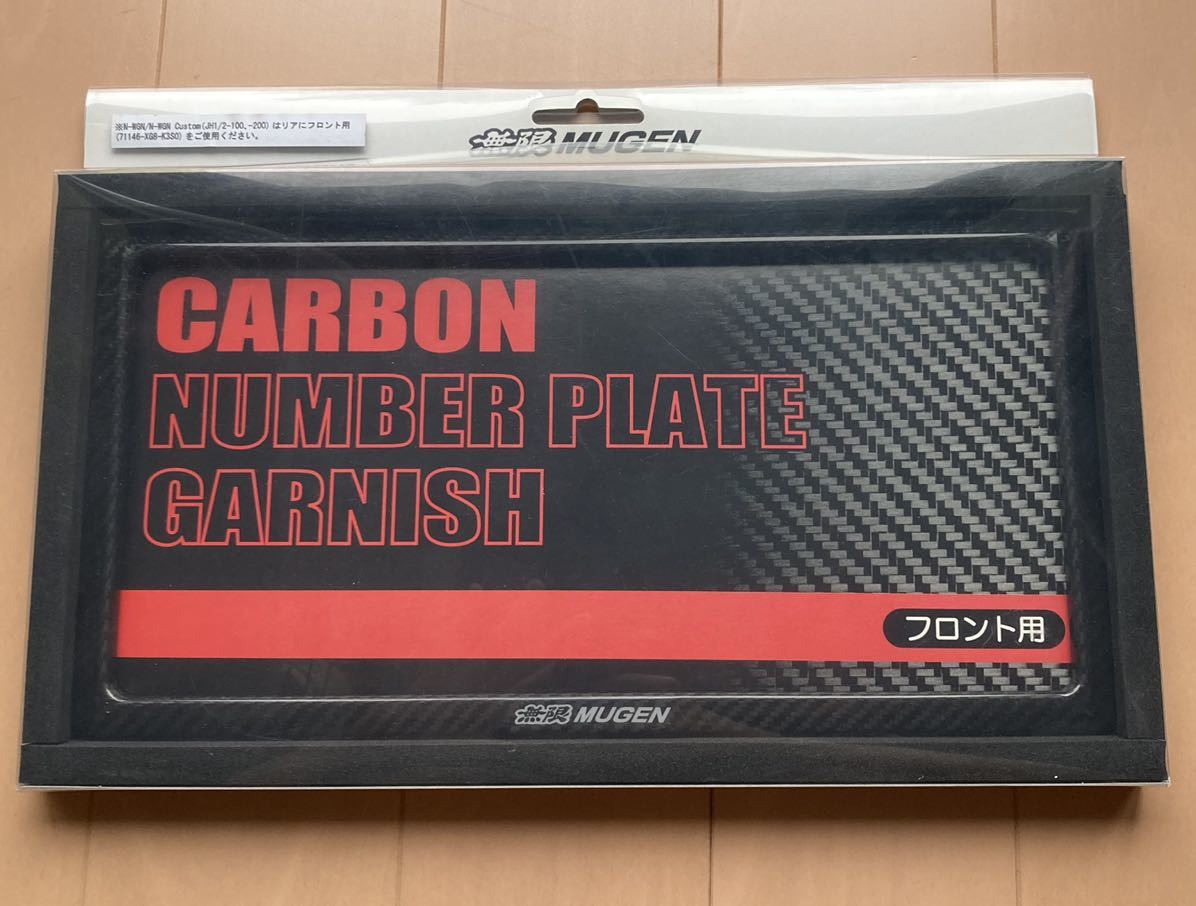 ※N-WGN/N-WGN Custom(JH1/2-100､-200)はリアにフロント用
(71146-XG8-K3S0)をご使用ください。
無限 MUGEN
CARBON
NUMBER PLATE
GARNISH
フロント用
無限 MUGEN